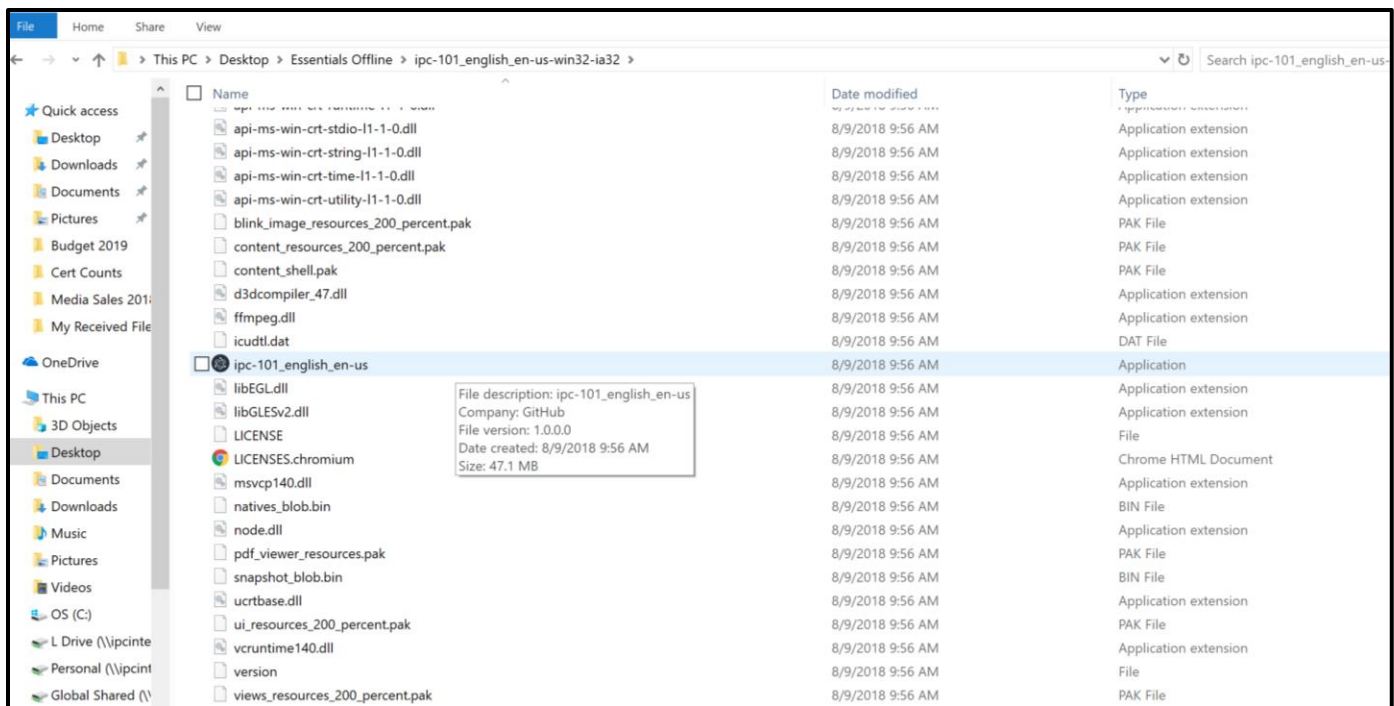 File Home Share View
This PC > Desktop > Essentials Offline > ipc-101_english_en-us-win32-ia32 > Search ipc-101_english_en-us-
Name Date modified Type
Quick access
Desktop
Downloads
Documents
Pictures
Budget 2019
Cert Counts
Media Sales 201
My Received File
OneDrive
This PC
3D Objects
Desktop
Documents
Downloads
Music
Pictures
Videos
OS (C:)
L Drive (\\ipcinte
Personal (\\ipcint
Global Shared (\
api-ms-win-crt-stdio-l1-1-0.dll 8/9/2018 9:56 AM Application extension
api-ms-win-crt-string-l1-1-0.dll 8/9/2018 9:56 AM Application extension
api-ms-win-crt-time-l1-1-0.dll 8/9/2018 9:56 AM Application extension
api-ms-win-crt-utility-l1-1-0.dll 8/9/2018 9:56 AM Application extension
blink_image_resources_200_percent.pak 8/9/2018 9:56 AM PAK File
content_resources_200_percent.pak 8/9/2018 9:56 AM PAK File
content_shell.pak 8/9/2018 9:56 AM PAK File
d3dcompiler_47.dll 8/9/2018 9:56 AM Application extension
ffmpeg.dll 8/9/2018 9:56 AM Application extension
icudtl.dat 8/9/2018 9:56 AM DAT File
ipc-101_english_en-us 8/9/2018 9:56 AM Application
libEGL.dll 8/9/2018 9:56 AM Application extension
libGLESv2.dll 8/9/2018 9:56 AM Application extension
LICENSE 8/9/2018 9:56 AM File
LICENSES.chromium 8/9/2018 9:56 AM Chrome HTML Document
msvcp140.dll 8/9/2018 9:56 AM Application extension
natives_blob.bin 8/9/2018 9:56 AM BIN File
node.dll 8/9/2018 9:56 AM Application extension
pdf_viewer_resources.pak 8/9/2018 9:56 AM PAK File
snapshot_blob.bin 8/9/2018 9:56 AM BIN File
ucrtbase.dll 8/9/2018 9:56 AM Application extension
ui_resources_200_percent.pak 8/9/2018 9:56 AM PAK File
vcruntime140.dll 8/9/2018 9:56 AM Application extension
version 8/9/2018 9:56 AM File
views_resources_200_percent.pak 8/9/2018 9:56 AM PAK File
File description: ipc-101_english_en-us
Company: GitHub
File version: 1.0.0.0
Date created: 8/9/2018 9:56 AM
Size: 47.1 MB